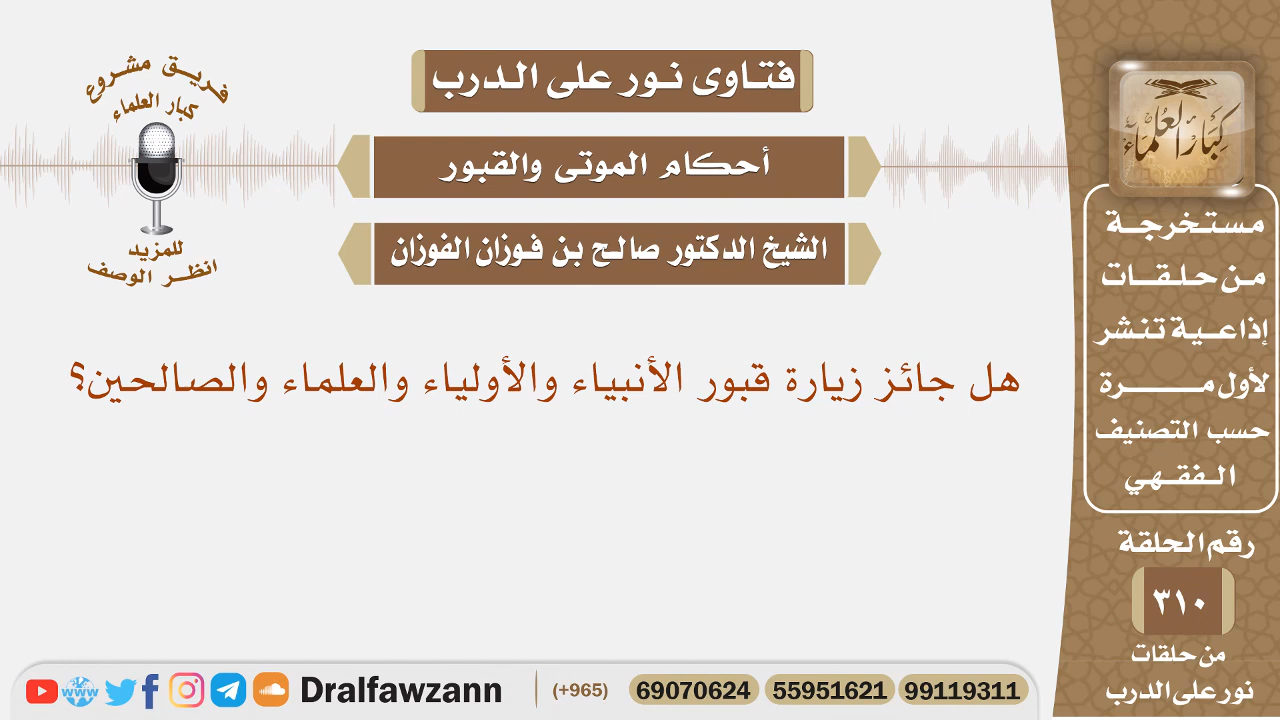 فتاوى نور على الدرب
أحكام الموتى والقبور
الشيخ الدكتور صالح بن فوزان الفوزان
هل جائز زيارة قبور الأنبياء والأولياء والعلماء والصالحين؟
فريق مشروع
كبار العلماء
للمزيد
انظر الوصف
كبار العلماء
مستخرجة
من حلقات
إذاعية تنشر
لأول مرة
حسب التصنيف
الفقهي
رقم الحلقة
٣١٠
من حلقات
نور على الدرب
www Dralfawzann (+965) 69070624 55951621 99119311